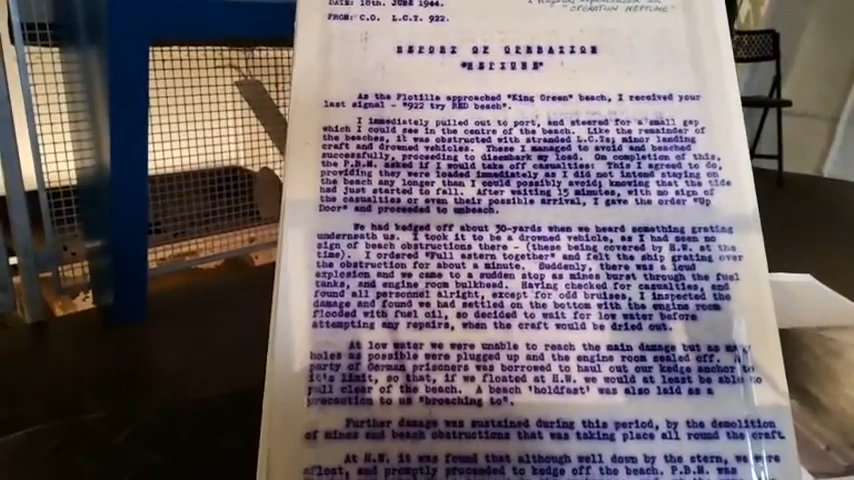 DATE: 18th. JUNE 1944.
"OPERATION NEPTUNE"
FROM: C.O. L.C.T. 922.
REPORT OF OPERATION
"NEPTUNE"
As the Flotilla approached "King Green" beach, I received your
last signal - "922 try RED beach".
I immediately pulled out to port, and steered for a small gap
which I could see in the centre of the beach. Like the remainder of
the beaches, it was obstructed with stranded L.C.Ts; minor landing
craft and drowned vehicles. These I managed to avoid and beached
successfully, proceeding to disembark my load. On completion of this,
the P.B.M. asked if I would take off casualties: This I agreed to do,
providing they were loaded immediately as I did not intend staying on
the beach any longer than I could possibly avoid; knowing that the tide
had just started to fall. After waiting 15 minutes with no sign of
the casualties or even their possible arrival, I gave the order "Up
Door" and proceeded to unbeach.
We had kedged off about 30-yards when we heard something grating
underneath us. I took it to be a drowned vehicle, as I had seen no
sign of beach obstructions there - (these being covered by H.W. at the
time). I ordered "Full astern together" and felt the ship grating over
the obstruction for about a minute. Suddenly, there was a loud
explosion and we came to a sudden stop as mines burst through the fuel
tanks, and engine room bulkhead. Having checked for casualties, and
found all personnel alright, except for odd bruises, I inspected the
damage and found we had settled on the bottom with the engine room
flooded with fuel oil, so decided to wait for low water before
attempting any repairs, when the craft would be dried out.
At low water we were unable to reach the main damage but as many
holes as possible were plugged up and the engine room sealed off. A
party of German prisoners was borrowed to haul out our kedge anchor to
it's limit, so that, if we floated at H.W. we would at least be able to
pull clear of the beach. A beach 'holdfast' was also laid as a
precaution to us "broaching to".
Further damage was sustained during this period, by the demolition
of mines and beach obstructions that was taking place all round the craft.
At H.W. it was found that although well down by the stern, we were
afloat, and promptly proceeded to kedge off the beach. P.B.M. was